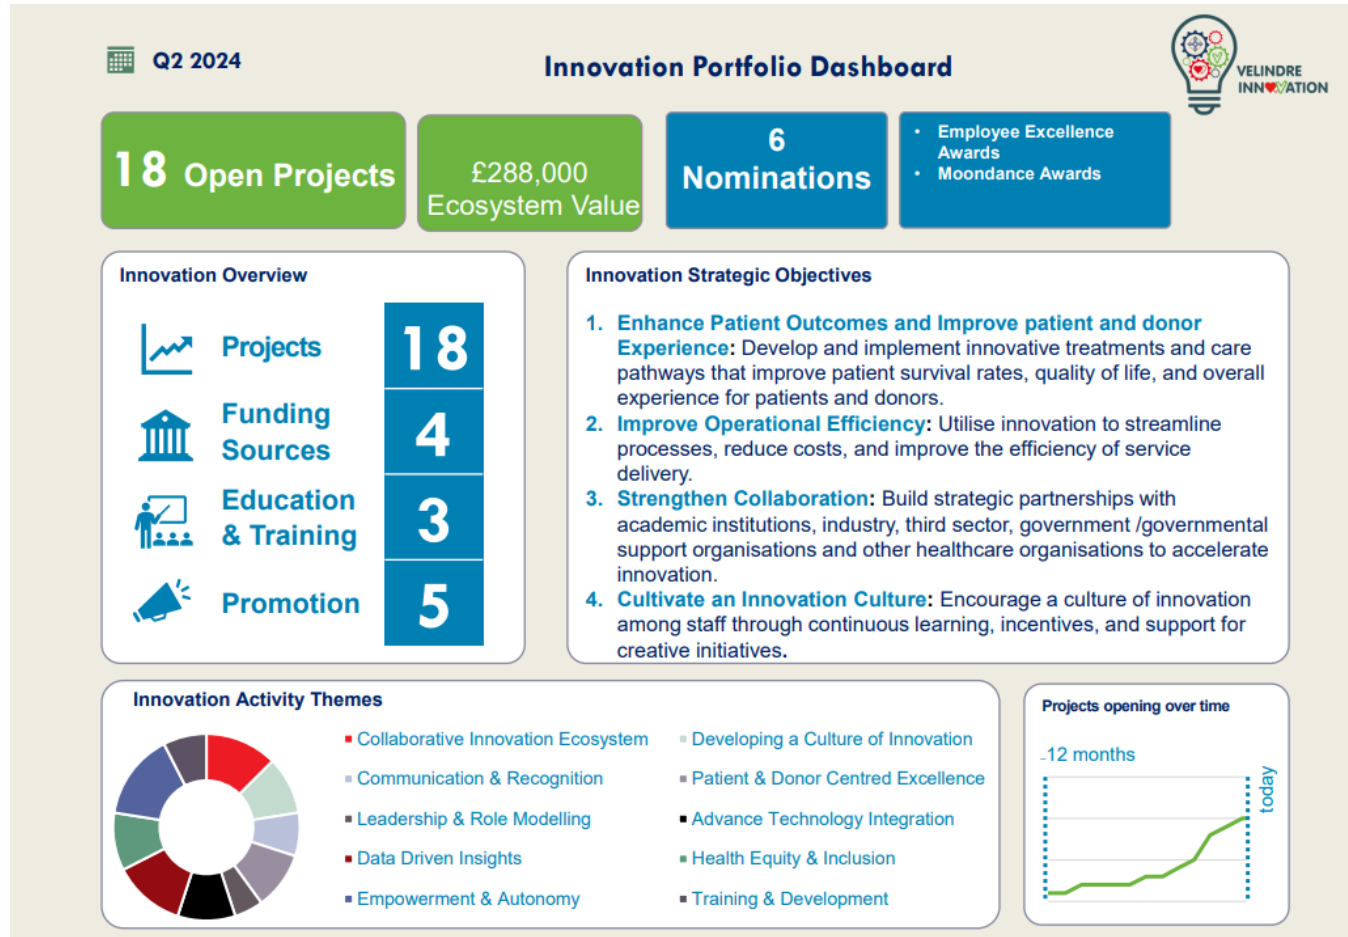 Q2 2024
Innovation Portfolio Dashboard
VELINDRE
INNOVATION
18 Open Projects
£288,000
Ecosystem Value
6
Nominations
• Employee Excellence
Awards
• Moondance Awards
Innovation Overview
Projects
18
Funding
Sources
4
Education
& Training
3
Promotion
5
Innovation Strategic Objectives
1. Enhance Patient Outcomes and Improve patient and donor
Experience: Develop and implement innovative treatments and care
pathways that improve patient survival rates, quality of life, and overall
experience for patients and donors.
2. Improve Operational Efficiency: Utilise innovation to streamline
processes, reduce costs, and improve the efficiency of service
delivery.
3. Strengthen Collaboration: Build strategic partnerships with
academic institutions, industry, third sector, government /governmental
support organisations and other healthcare organisations to accelerate
innovation.
4. Cultivate an Innovation Culture: Encourage a culture of innovation
among staff through continuous learning, incentives, and support for
creative initiatives.
Innovation Activity Themes
Collaborative Innovation Ecosystem
Developing a Culture of Innovation
Communication & Recognition
Patient & Donor Centred Excellence
Leadership & Role Modelling
Advance Technology Integration
Data Driven Insights
Health Equity & Inclusion
Empowerment & Autonomy
Training & Development
Projects opening over time
-12 months
today